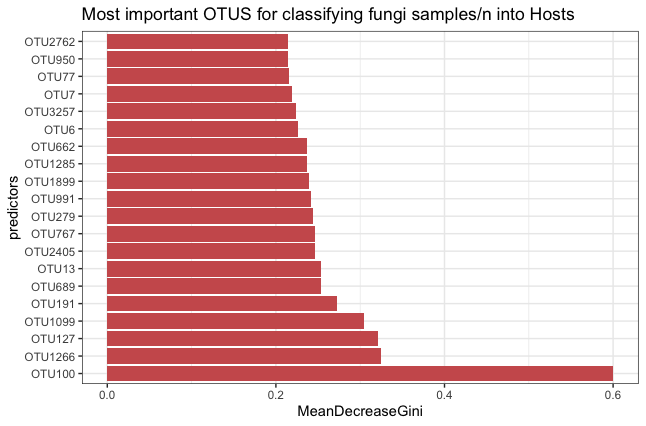 Most important OTUS for classifying fungi samples/n into Hosts
OTU2762
OTU950
OTU77
OTU7
OTU3257
OTU6
OTU662
OTU1285
OTU1899
OTU991
OTU279
OTU767
OTU2405
OTU13
OTU689
OTU191
OTU1099
OTU127
OTU1266
OTU100
predictors
0.0 0.2 0.4 0.6
MeanDecreaseGini